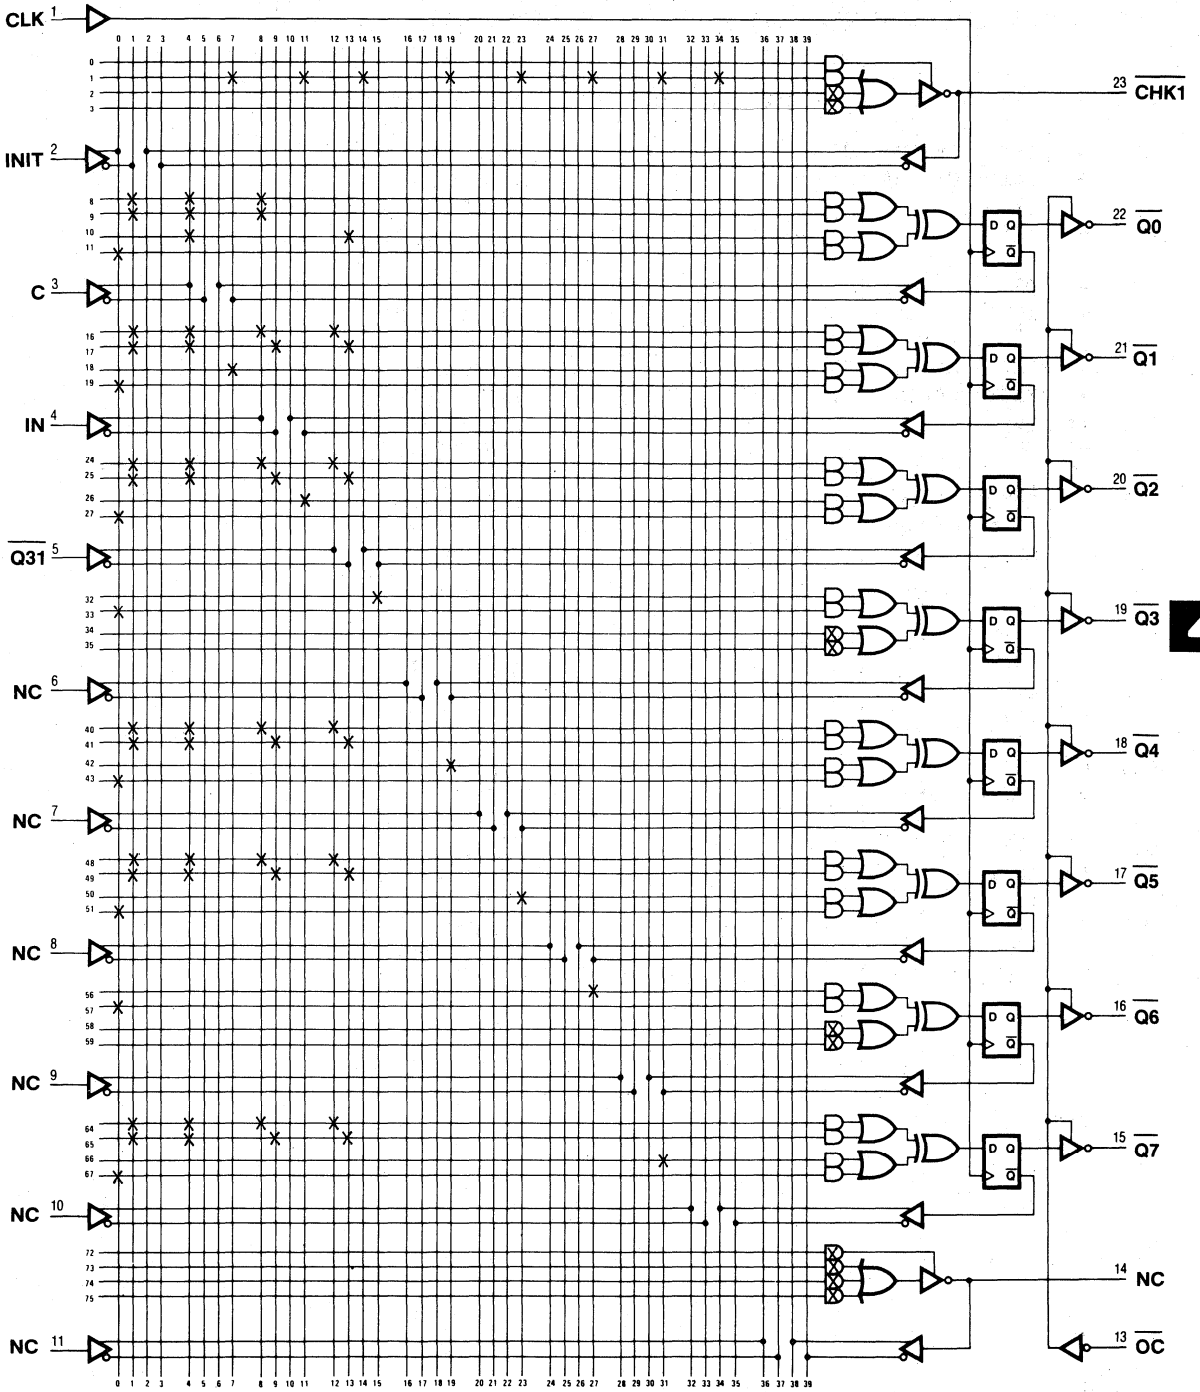 CLK 1
0 1 2 3 4 5 6 7 8 9 10 11 12 13 14 15 16 17 18 19 20 21 22 23 24 25 26 27 28 29 30 31 32 33 34 35 36 37 38 39
0
1
2
3
23 CHK1
INIT 2
8
9
10
11
D Q
Q
22 Q0
C 3
16
17
18
19
D Q
Q
21 Q1
IN 4
24
25
26
27
D Q
Q
20 Q2
Q31 5
32
33
34
35
D Q
Q
19 Q3
NC 6
40
41
42
43
D Q
Q
18 Q4
NC 7
48
49
50
51
D Q
Q
17 Q5
NC 8
56
57
58
59
D Q
Q
16 Q6
NC 9
64
65
66
67
D Q
Q
15 Q7
NC 10
72
73
74
75
14 NC
NC 11
13 OC
0 1 2 3 4 5 6 7 8 9 10 11 12 13 14 15 16 17 18 19 20 21 22 23 24 25 26 27 28 29 30 31 32 33 34 35 36 37 38 39